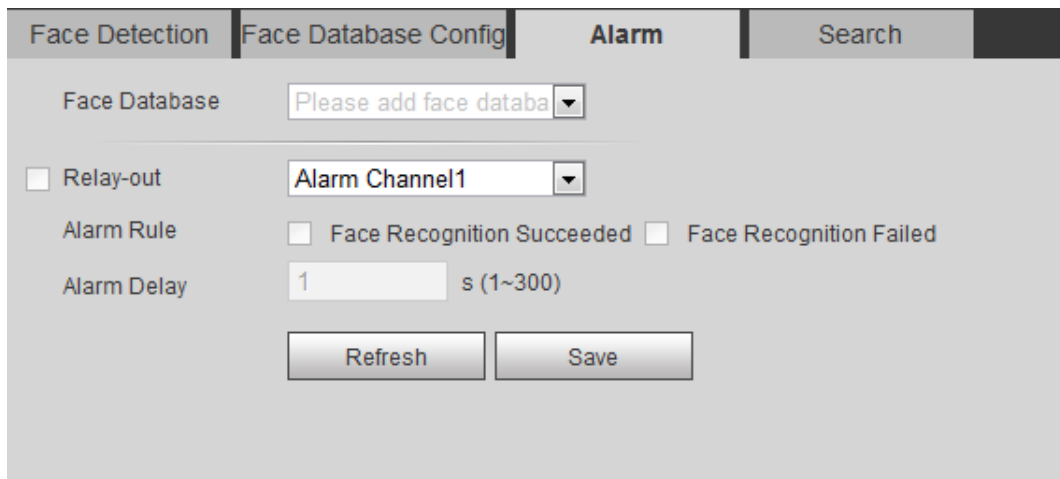 Face Detection Face Database Config Alarm Search
Face Database Please add face databa
Relay-out Alarm Channel1
Alarm Rule Face Recognition Succeeded Face Recognition Failed
Alarm Delay 1 s (1~300)
Refresh Save